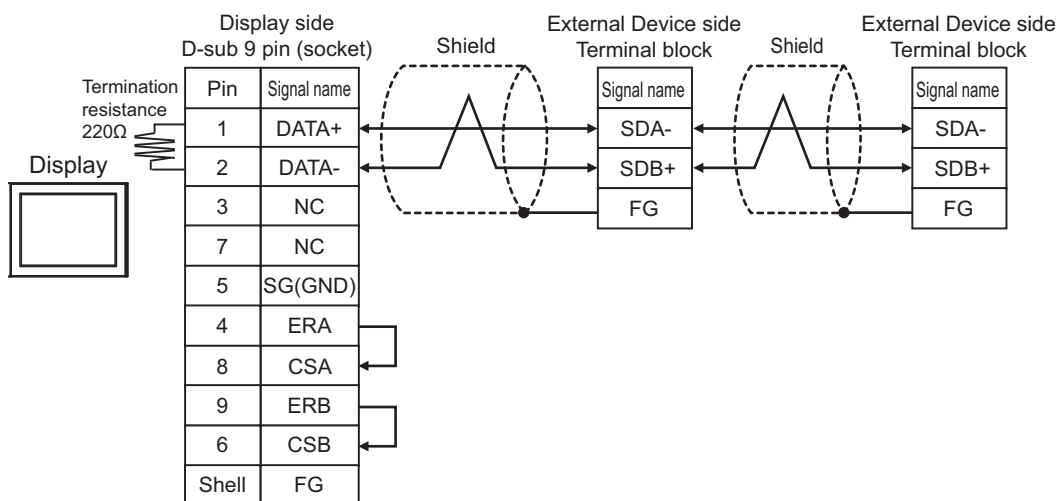 Display side
D-sub 9 pin (socket)
Shield
External Device side
Terminal block
Shield
External Device side
Terminal block
Termination
resistance
220Ω
Display
Pin Signal name
1 DATA+
2 DATA-
3 NC
7 NC
5 SG(GND)
4 ERA
8 CSA
9 ERB
6 CSB
Shell FG
Signal name
SDA-
SDB+
FG
Signal name
SDA-
SDB+
FG